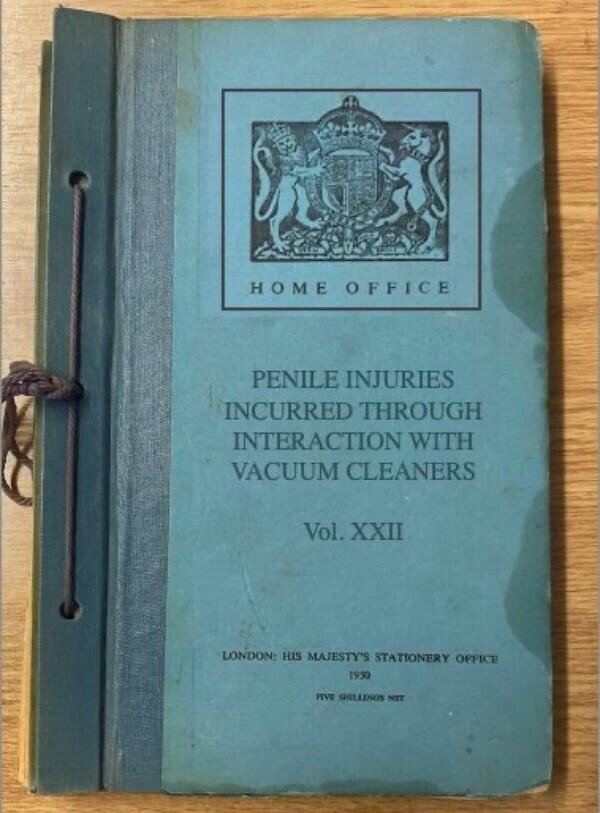 HOME OFFICE
PENILE INJURIES
INCURRED THROUGH
INTERACTION WITH
VACUUM CLEANERS
Vol. XXII
LONDON: HIS MAJESTY'S STATIONERY OFFICE
1950
FIVE SHILLINGS NET